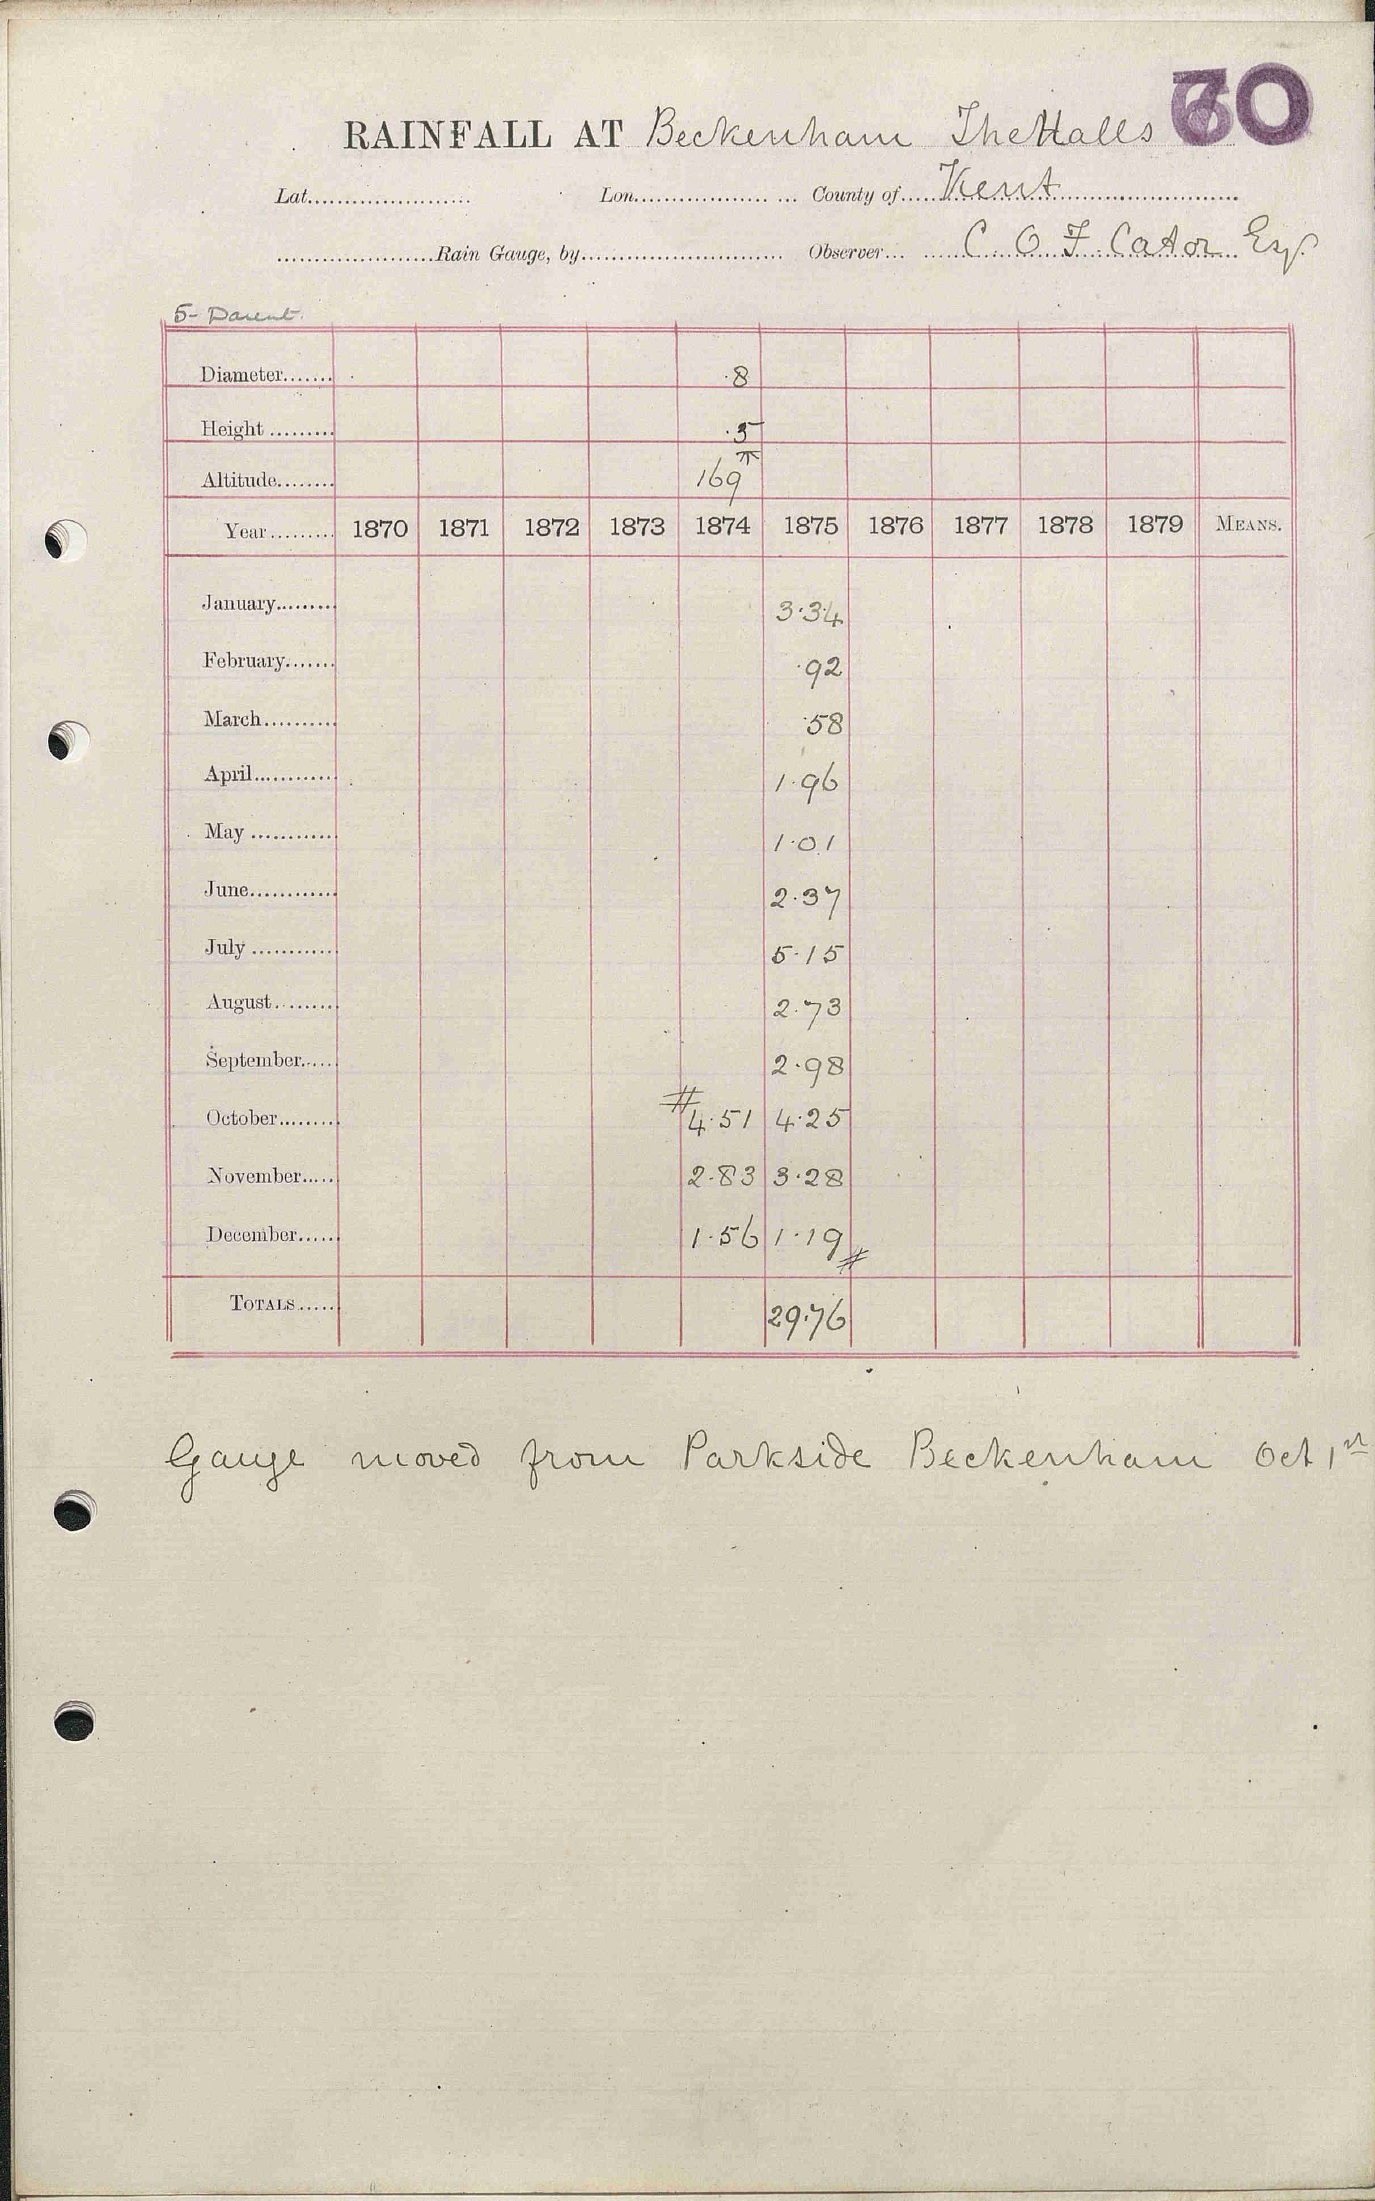 70
RAINFALL AT Beckenham The Halls
Lat. Lon. County of Kent
Rain Gauge, by Observer C. O. F. Cator Esq.
5- Darent.
Diameter 8
Height .5
Altitude 169
Year 1870 1871 1872 1873 1874 1875 1876 1877 1878 1879 MEANS.
January 3.34
February .92
March .58
April 1.96
May 1.01
June 2.37
July 5.15
August 2.73
September 2.98
October # 4.51 4.25
November 2.83 3.28
December 1.56 1.19 #
TOTALS 29.76
Gauge moved from Parkside Beckenham Oct 1st